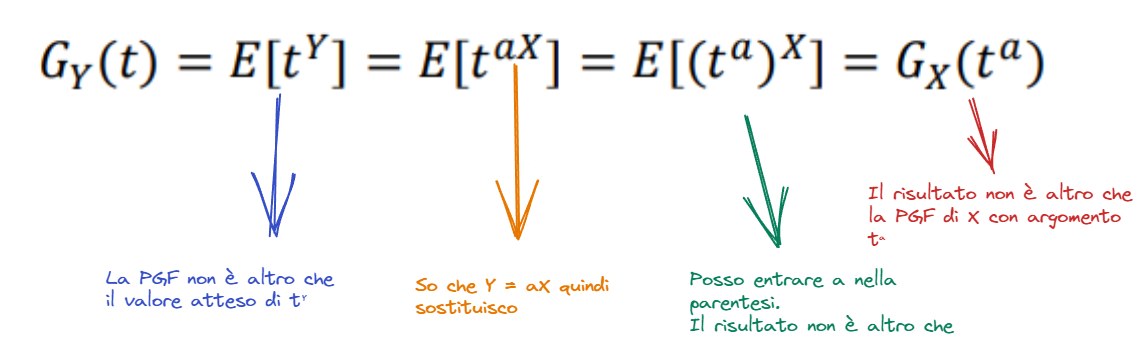 G_Y(t) = E[t^Y] = E[t^{aX}] = E[(t^a)^X] = G_X(t^a)
La PGF non è altro che
il valore atteso di t^Y
So che Y = aX quindi
sostituisco
Posso entrare a nella
parentesi.
Il risultato non è altro che
Il risultato non è altro che
la PGF di X con argomento
t^a